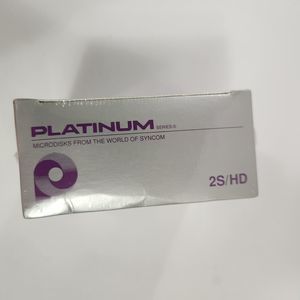 PLATINUM SERIES II
MICRODISKS FROM THE WORLD OF SYNCOM
2S/HD